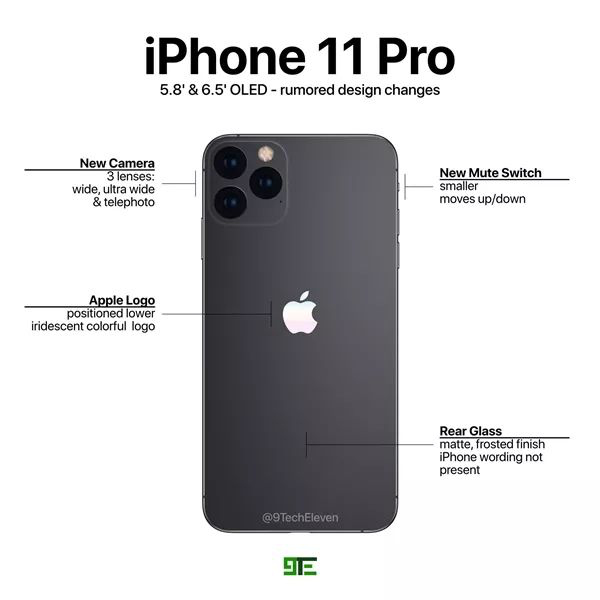 iPhone 11 Pro
5.8' & 6.5' OLED - rumored design changes
New Camera
3 lenses:
wide, ultra wide
& telephoto
New Mute Switch
smaller
moves up/down
Apple Logo
positioned lower
iridescent colorful logo
Rear Glass
matte, frosted finish
iPhone wording not
present
@9TechEleven
9TE